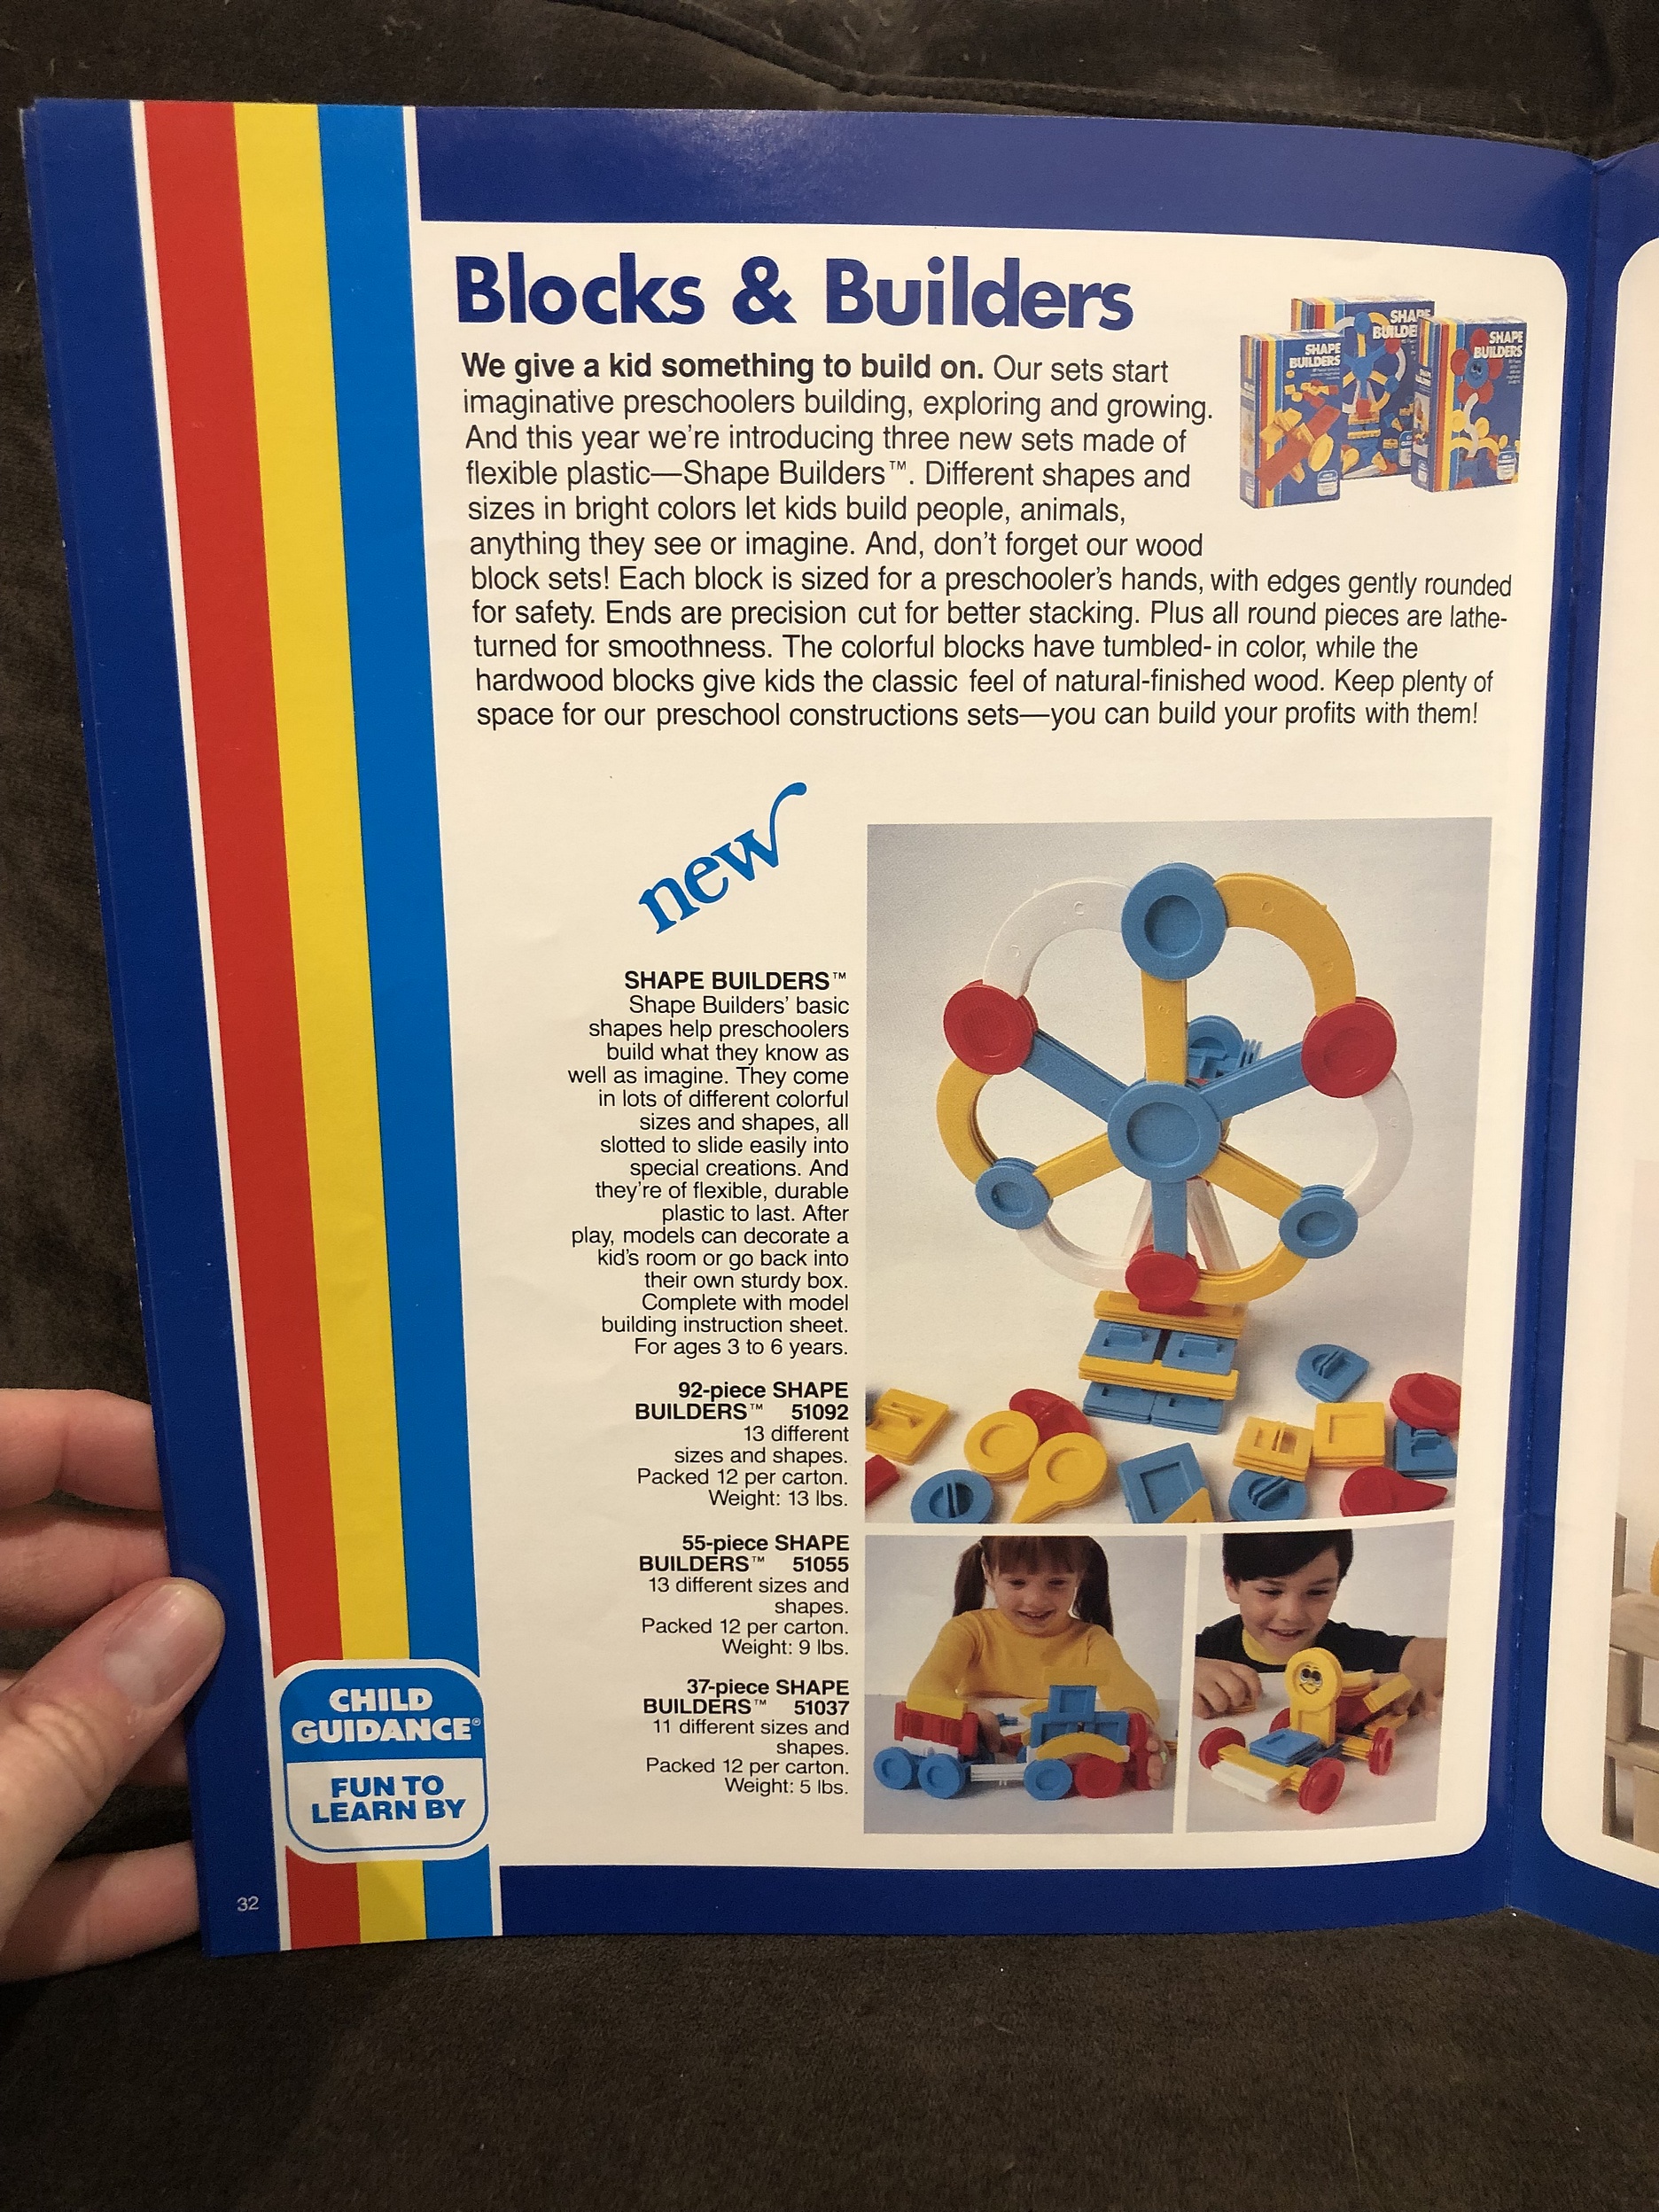 Blocks & Builders
We give a kid something to build on. Our sets start
imaginative preschoolers building, exploring and growing.
And this year we're introducing three new sets made of
flexible plastic—Shape Builders™. Different shapes and
sizes in bright colors let kids build people, animals,
anything they see or imagine. And, don't forget our wood
block sets! Each block is sized for a preschooler's hands, with edges gently rounded
for safety. Ends are precision cut for better stacking. Plus all round pieces are lathe-
turned for smoothness. The colorful blocks have tumbled- in color, while the
hardwood blocks give kids the classic feel of natural-finished wood. Keep plenty of
space for our preschool constructions sets—you can build your profits with them!
SHAPE
BUILDERS
SHAPE
BUILDE
SHAPE
BUILDERS
new
SHAPE BUILDERS™
Shape Builders' basic
shapes help preschoolers
build what they know as
well as imagine. They come
in lots of different colorful
sizes and shapes, all
slotted to slide easily into
special creations. And
they're of flexible, durable
plastic to last. After
play, models can decorate a
kid's room or go back into
their own sturdy box.
Complete with model
building instruction sheet.
For ages 3 to 6 years.
92-piece SHAPE
BUILDERS™ 51092
13 different
sizes and shapes.
Packed 12 per carton.
Weight: 13 lbs.
55-piece SHAPE
BUILDERS™ 51055
13 different sizes and
shapes.
Packed 12 per carton.
Weight: 9 lbs.
37-piece SHAPE
BUILDERS™ 51037
11 different sizes and
shapes.
Packed 12 per carton.
Weight: 5 lbs.
CHILD
GUIDANCE®
FUN TO
LEARN BY
32